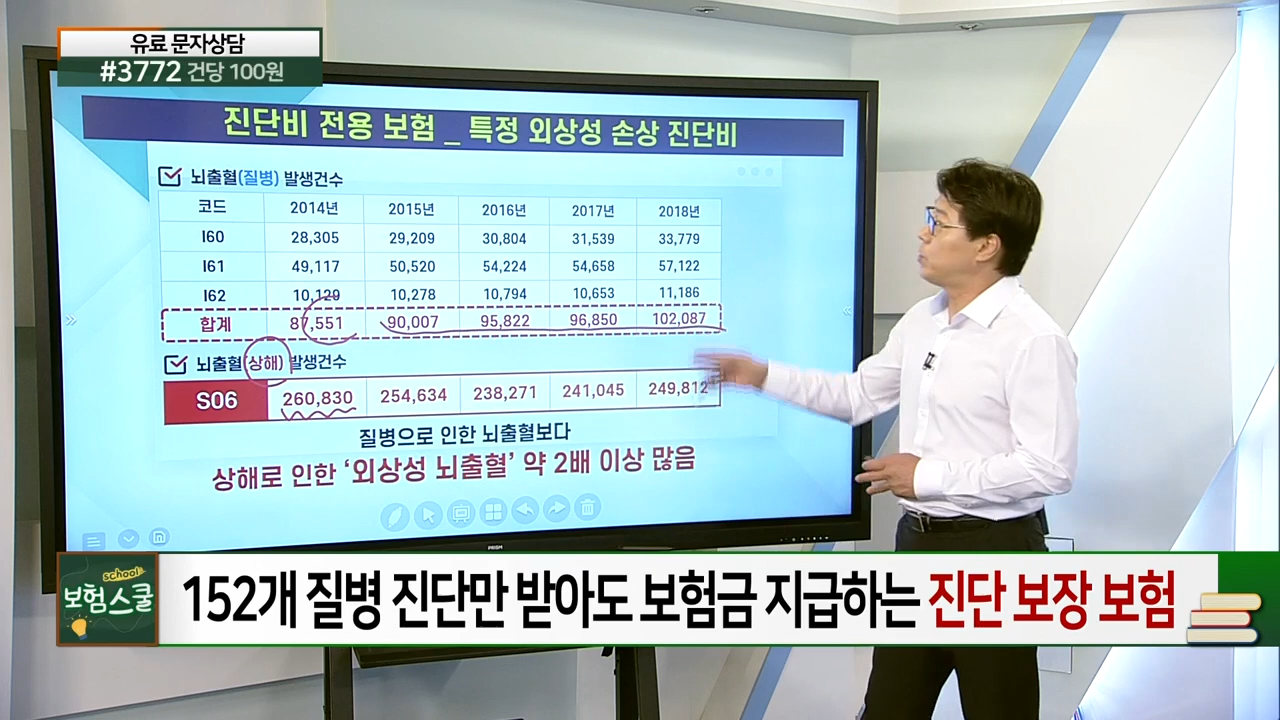 유료 문자상담
#3772 건당 100원
진단비 전용 보험 _ 특정 외상성 손상 진단비
뇌출혈(질병) 발생건수
코드 2014년 2015년 2016년 2017년 2018년
I60 28,305 29,209 30,804 31,539 33,779
I61 49,117 50,520 54,224 54,658 57,122
I62 10,129 10,278 10,794 10,653 11,186
합계 87,551 90,007 95,822 96,850 102,087
뇌출혈(상해) 발생건수
S06 260,830 254,634 238,271 241,045 249,812
질병으로 인한 뇌출혈보다
상해로 인한 ‘외상성 뇌출혈’ 약 2배 이상 많음
PRISM
school
보험스쿨
152개 질병 진단만 받아도 보험금 지급하는 진단 보장 보험